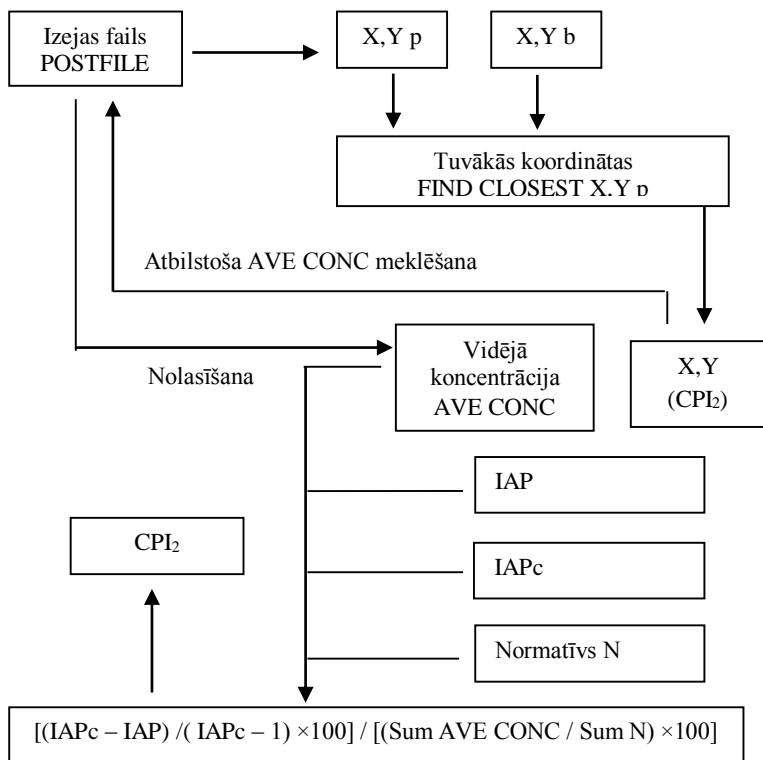 Izejas fails
POSTFILE
X,Y p
X,Y b
Tuvākās koordinātas
FIND CLOSEST X,Y p
Atbilstoša AVE CONC meklēšana
Nolasīšana
Vidējā
koncentrācija
AVE CONC
X,Y
(CPI₂)
IAP
IAPc
Normatīvs N
CPI₂
[(IAPc – IAP) /( IAPc – 1) ×100] / [(Sum AVE CONC / Sum N) ×100]